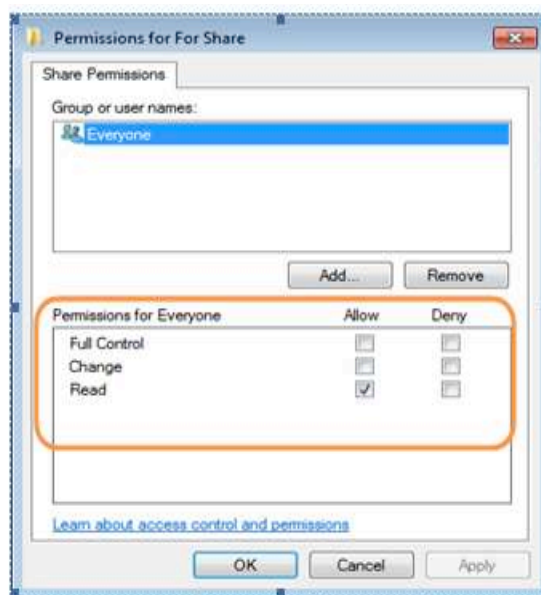 Permissions for For Share
Share Permissions
Group or user names:
Everyone
Add... Remove
Permissions for Everyone Allow Deny
Full Control
Change
Read
Learn about access control and permissions
OK Cancel Apply